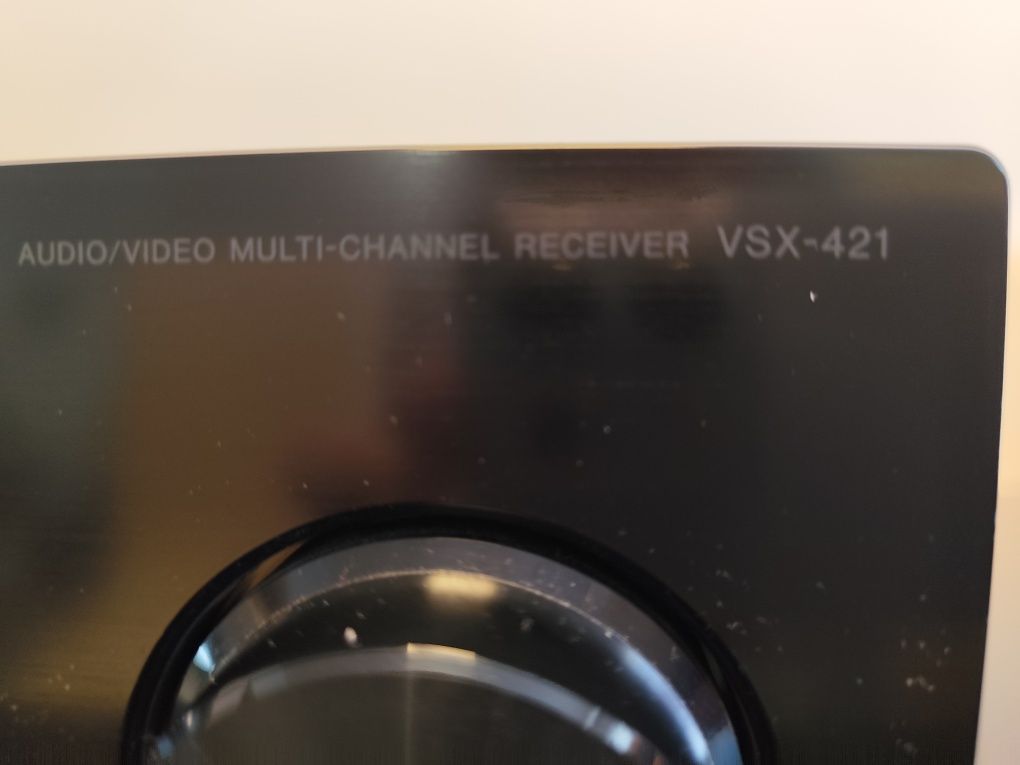 AUDIO/VIDEO MULTI-CHANNEL RECEIVER VSX-421